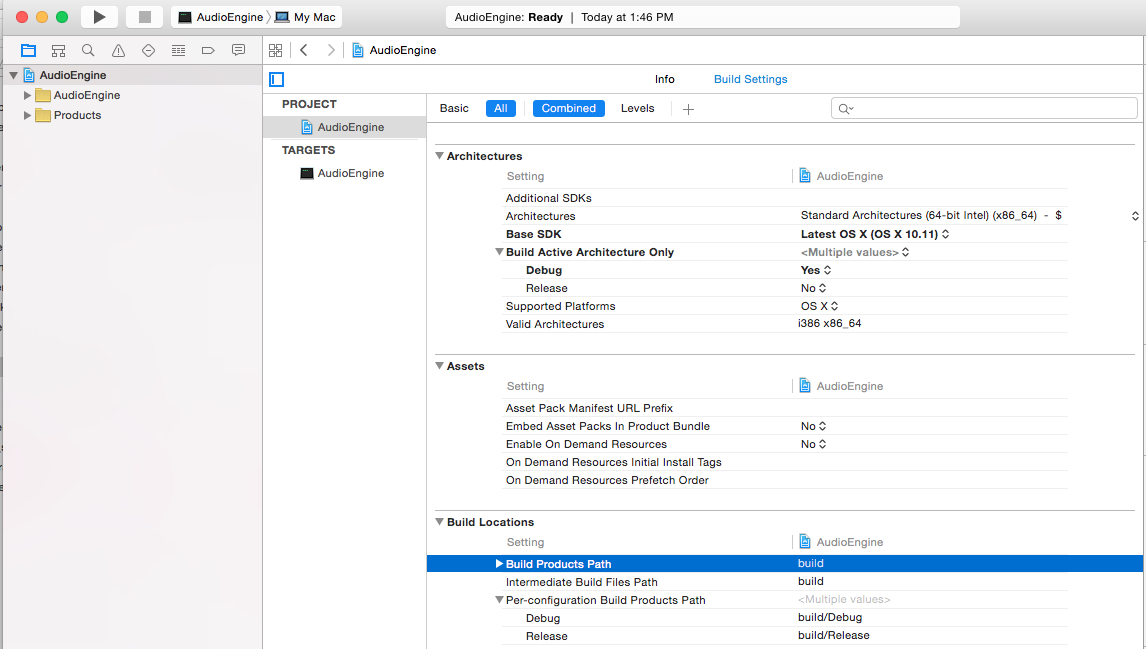 AudioEngine My Mac AudioEngine: Ready | Today at 1:46 PM
AudioEngine
AudioEngine
AudioEngine
Products
Info Build Settings
PROJECT
AudioEngine
TARGETS
AudioEngine
Basic All Combined Levels
Architectures
Setting AudioEngine
Additional SDKs
Architectures Standard Architectures (64-bit Intel) (x86_64) - $
Base SDK Latest OS X (OS X 10.11)
Build Active Architecture Only <Multiple values>
Debug Yes
Release No
Supported Platforms OS X
Valid Architectures i386 x86_64
Assets
Setting AudioEngine
Asset Pack Manifest URL Prefix
Embed Asset Packs In Product Bundle No
Enable On Demand Resources No
On Demand Resources Initial Install Tags
On Demand Resources Prefetch Order
Build Locations
Setting AudioEngine
Build Products Path build
Intermediate Build Files Path build
Per-configuration Build Products Path <Multiple values>
Debug build/Debug
Release build/Release